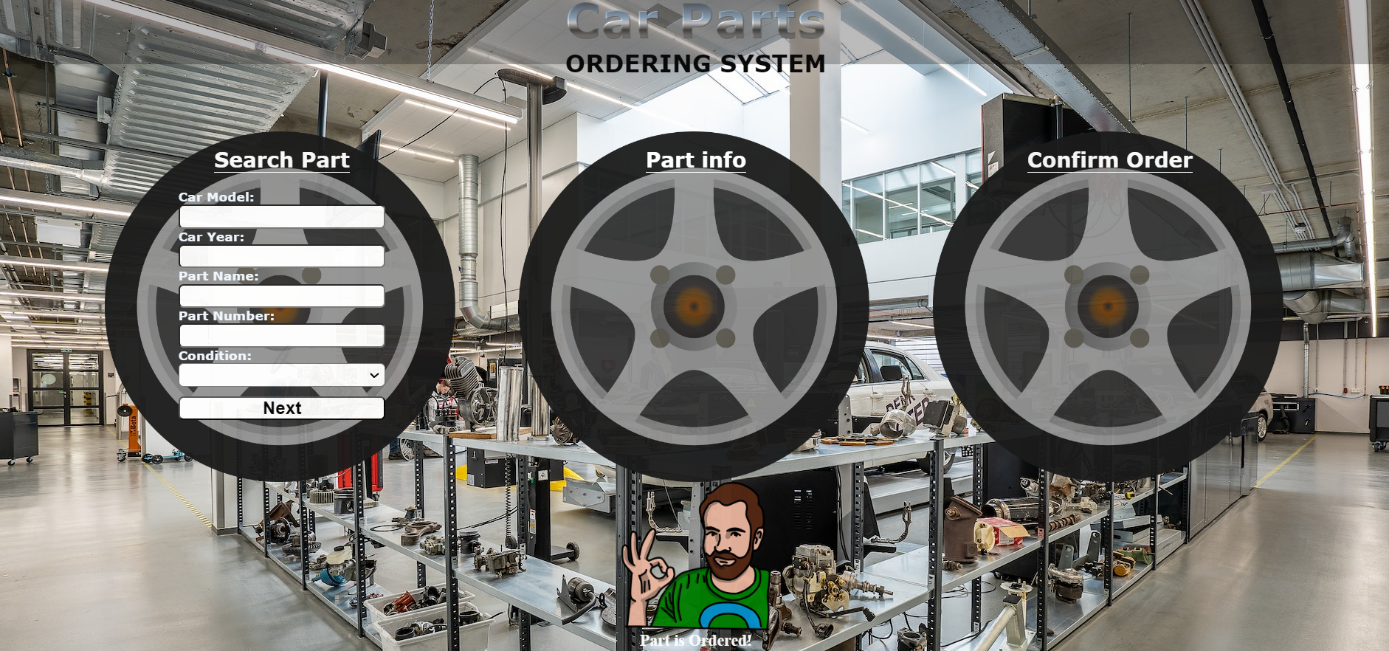 Car Parts
ORDERING SYSTEM
Search Part
Part info
Confirm Order
Car Model:
Car Year:
Part Name:
Part Number:
Condition:
Next
Part is Ordered!